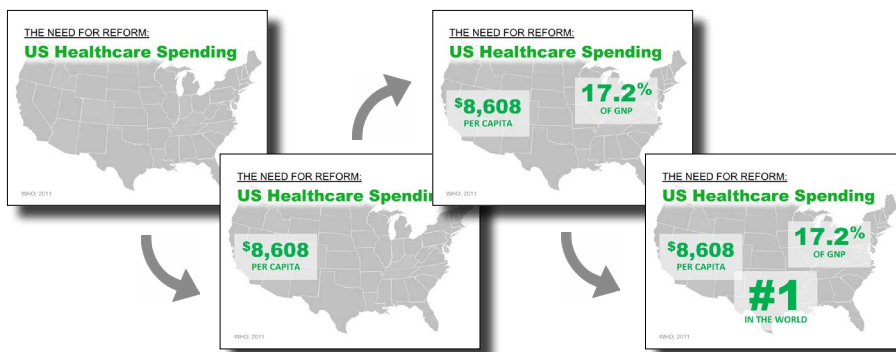 THE NEED FOR REFORM:
US Healthcare Spending
WHO, 2011
THE NEED FOR REFORM:
US Healthcare Spendin
$8,608
PER CAPITA
WHO, 2011
THE NEED FOR REFORM:
US Healthcare Spending
$8,608
PER CAPITA
17.2%
OF GNP
THE NEED FOR REFORM:
US Healthcare Spending
$8,608
PER CAPITA
17.2%
OF GNP
#1
IN THE WORLD
WHO, 2011